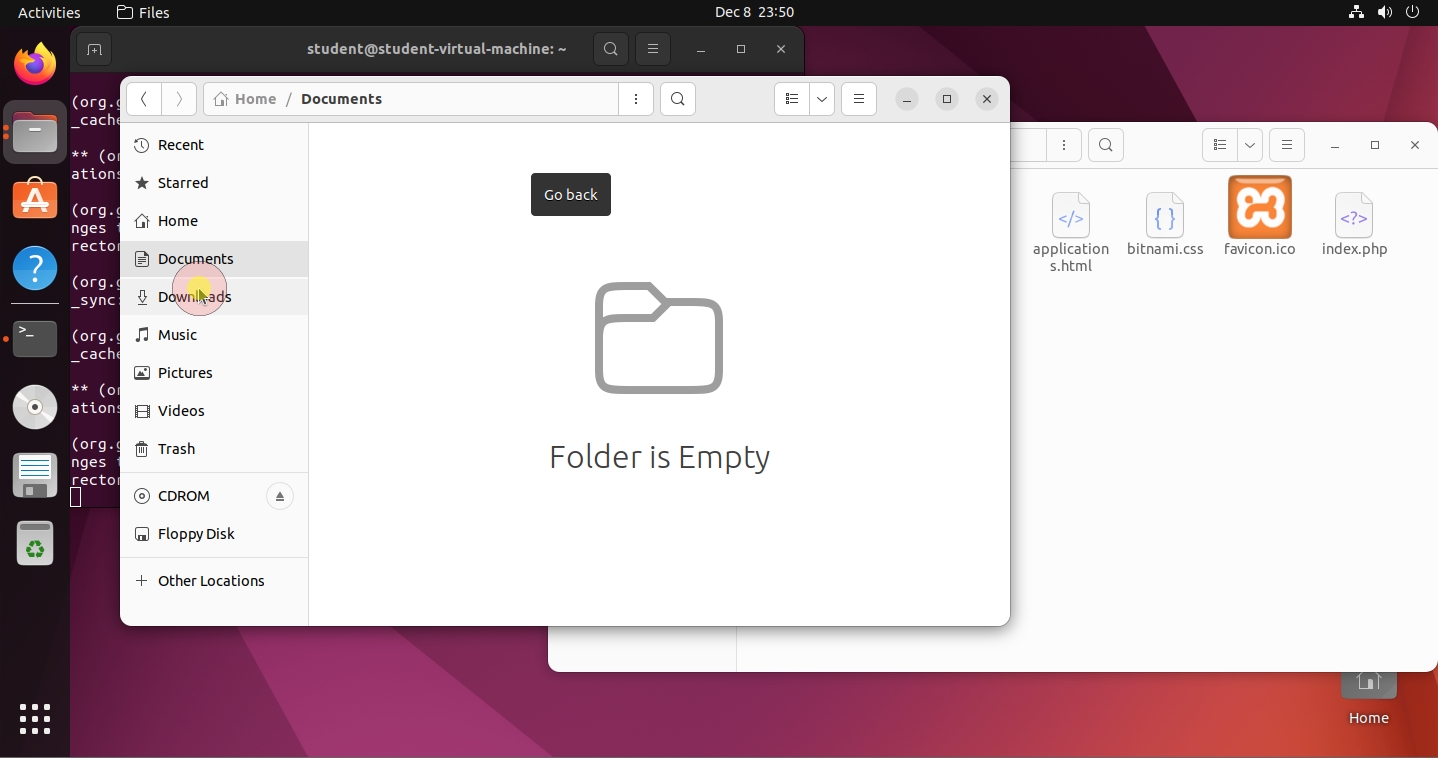 Activities
Files
Dec 8 23:50
student@student-virtual-machine: ~
Home / Documents
(org.g
_cache
** (or
ations
(org.g
nges t
rector
(org.g
_sync:
(org.g
_cache
** (or
ations
(org.g
nges t
rector
Recent
Starred
Home
Documents
Downloads
Music
Pictures
Videos
Trash
CDROM
Floppy Disk
+ Other Locations
Go back
Folder is Empty
</>
application
s.html
{ }
bitnami.css
favicon.ico
<?>
index.php
Home
>_
?